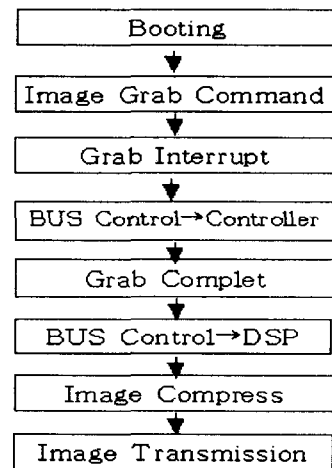 Booting
Image Grab Command
Grab Interrupt
BUS Control→Controller
Grab Complet
BUS Control→DSP
Image Compress
Image Transmission